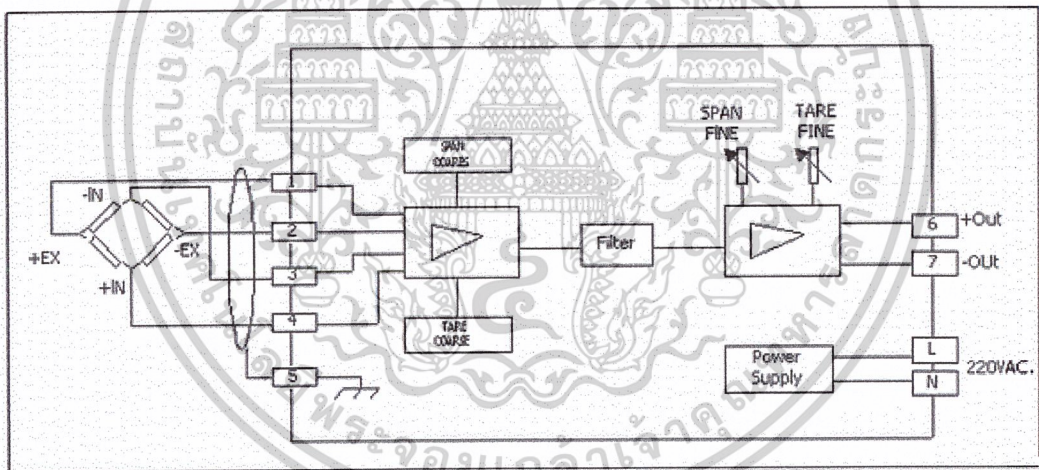 SPAN
FINE
TARE
FINE
SPAN
COARES
1
-IN
2
Filter
6
+Out
-EX
7
-OUt
+EX
3
+IN
4
TARE
COARSE
5
Power
Supply
L
N
220VAC.